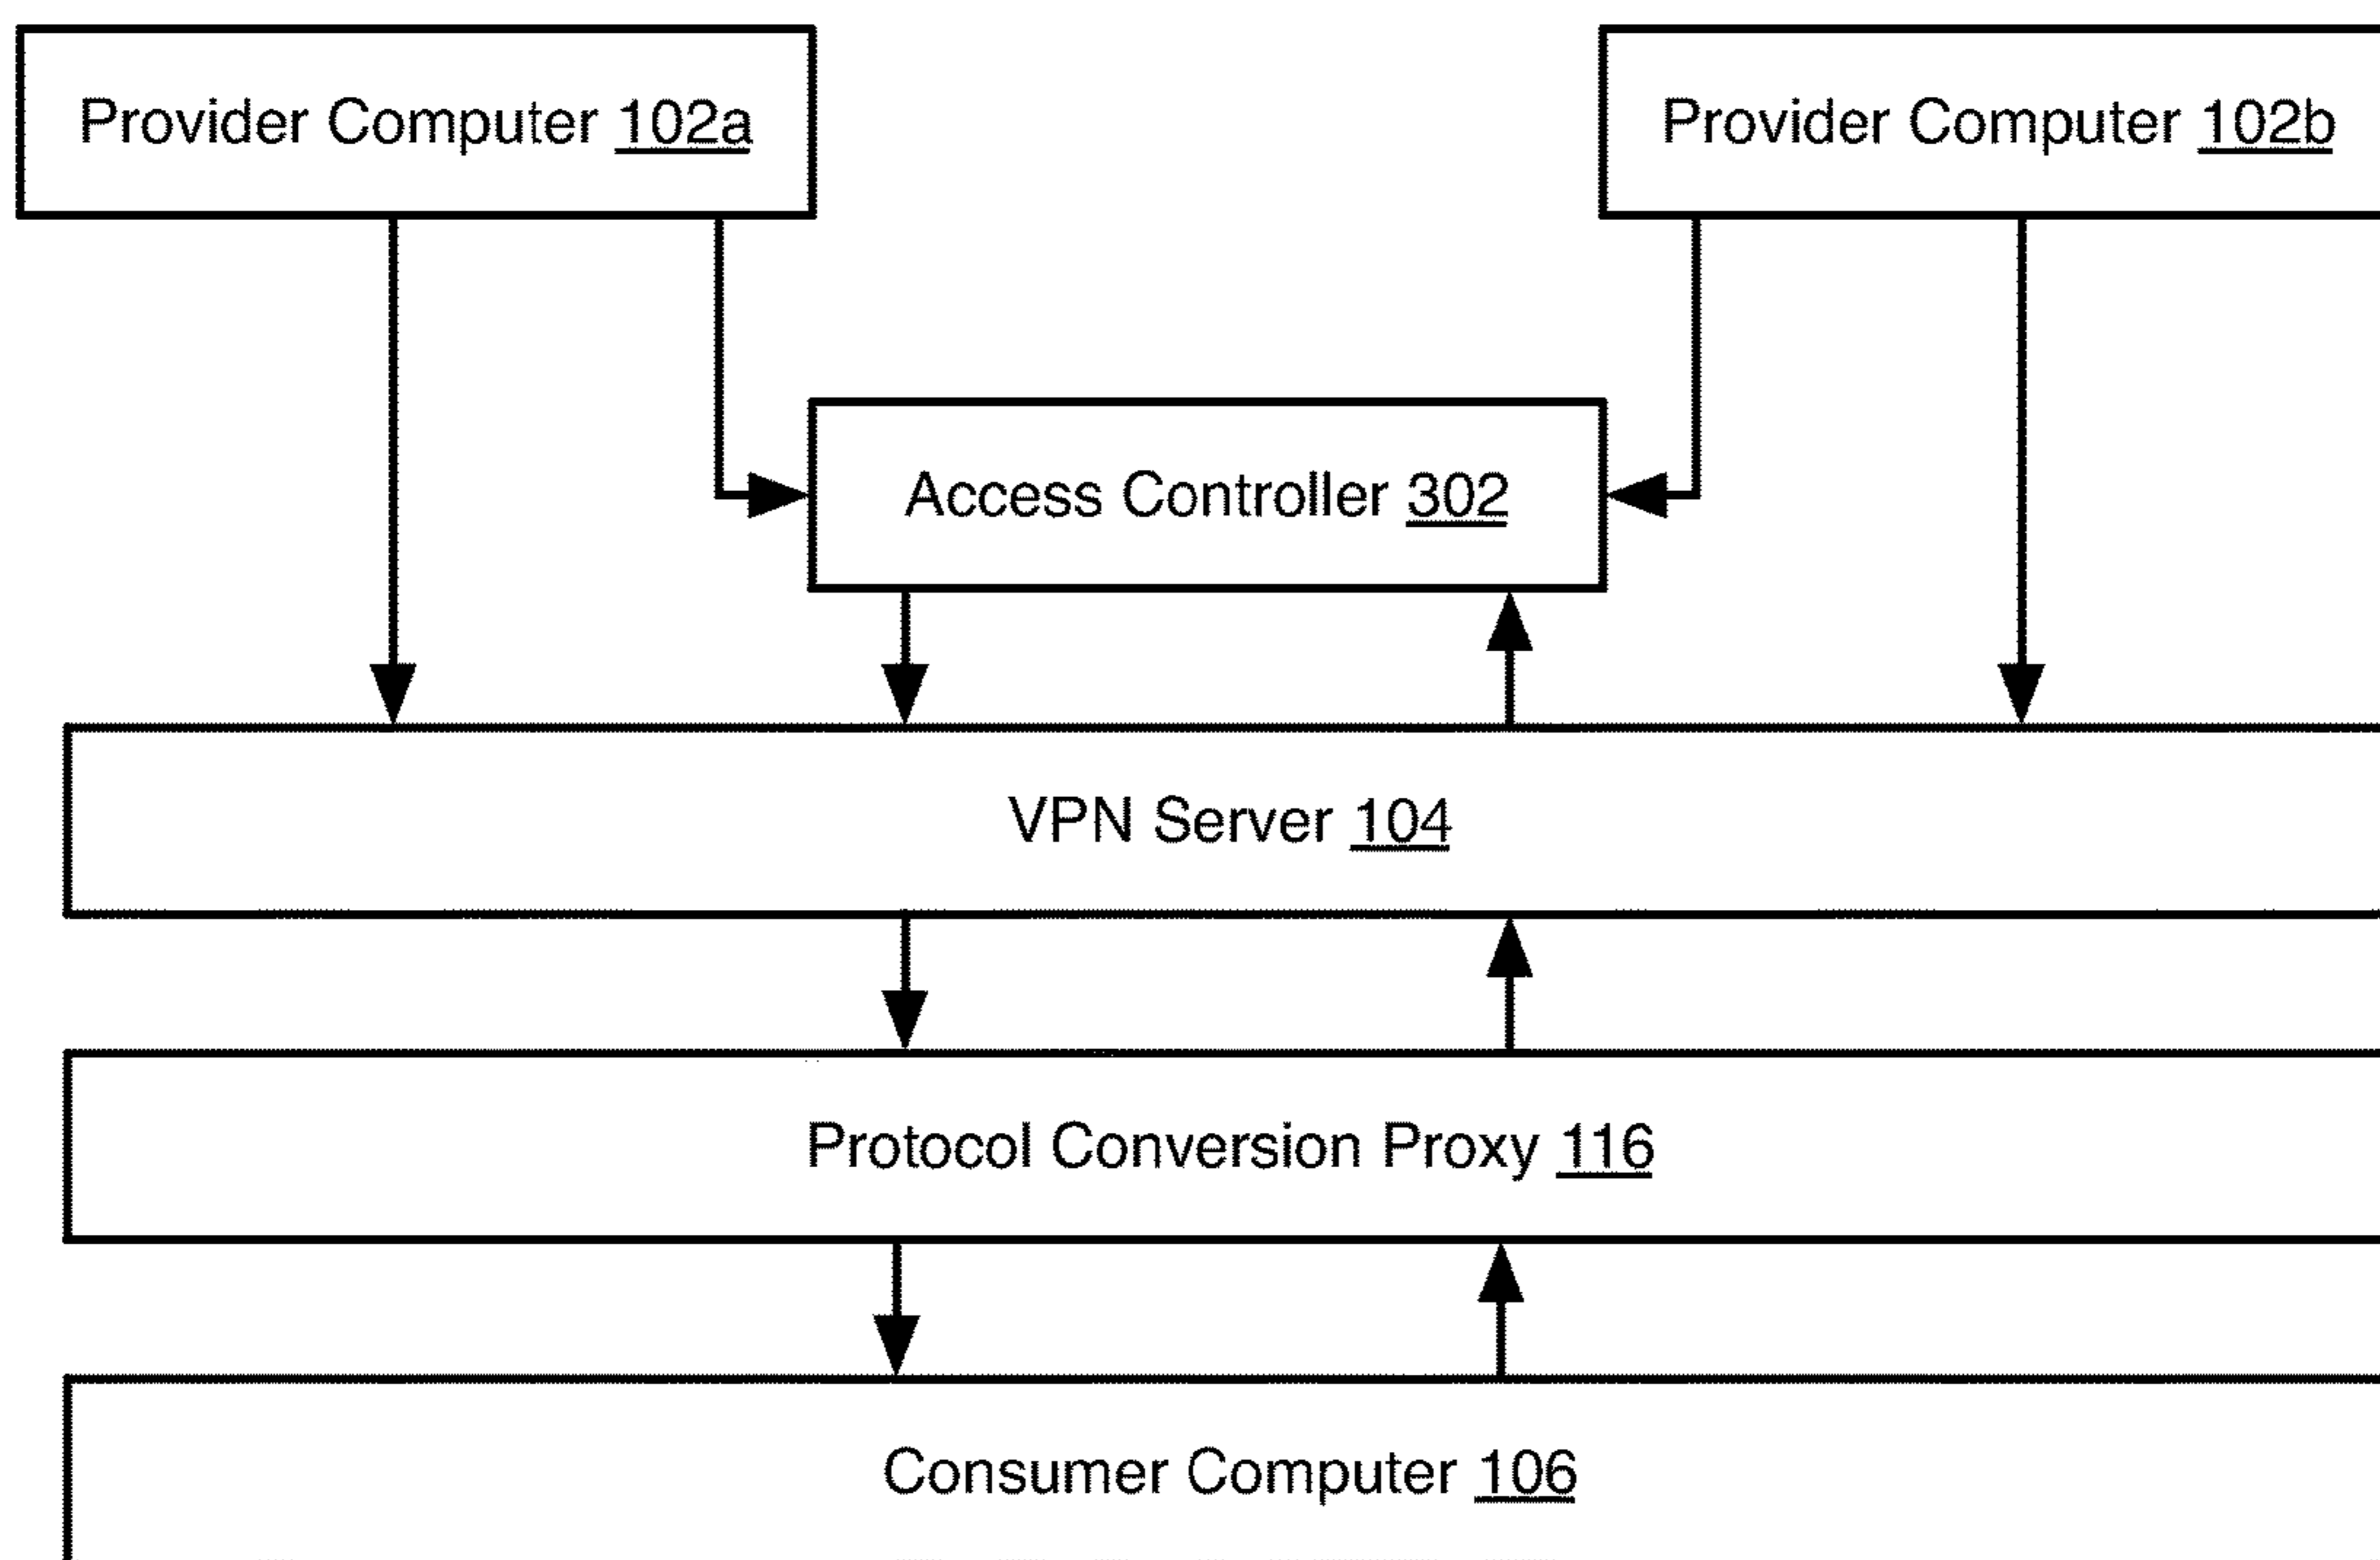 Provider Computer 102a
Provider Computer 102b
Access Controller 302
VPN Server 104
Protocol Conversion Proxy 116
Consumer Computer 106